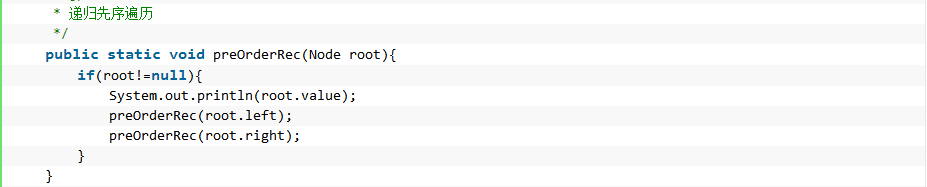 * 递归先序遍历
*/
public static void preOrderRec(Node root){
if(root!=null){
System.out.println(root.value);
preOrderRec(root.left);
preOrderRec(root.right);
}
}